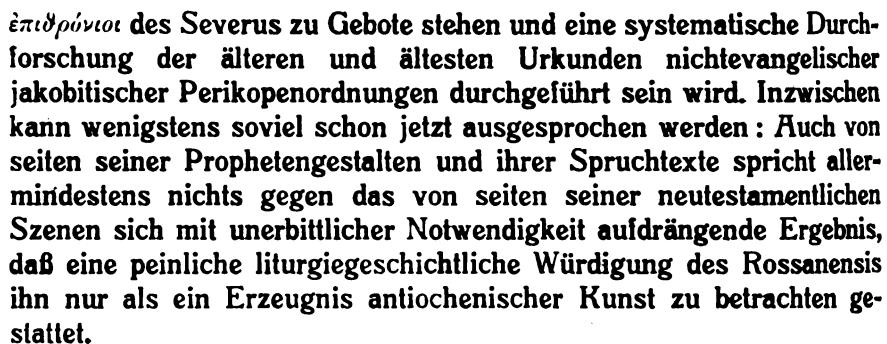 ἐπιθρόνιοι des Severus zu Gebote stehen und eine systematische Durch-
forschung der älteren und ältesten Urkunden nichtevangelischer
jakobitischer Perikopenordnungen durchgeführt sein wird. Inzwischen
kann wenigstens soviel schon jetzt ausgesprochen werden : Auch von
seiten seiner Prophetengestalten und ihrer Spruchtexte spricht aller-
mindestens nichts gegen das von seiten seiner neutestamentlichen
Szenen sich mit unerbittlicher Notwendigkeit aufdrängende Ergebnis,
daß eine peinliche liturgiegeschichtliche Würdigung des Rossanensis
ihn nur als ein Erzeugnis antiochenischer Kunst zu betrachten ge-
stattet.